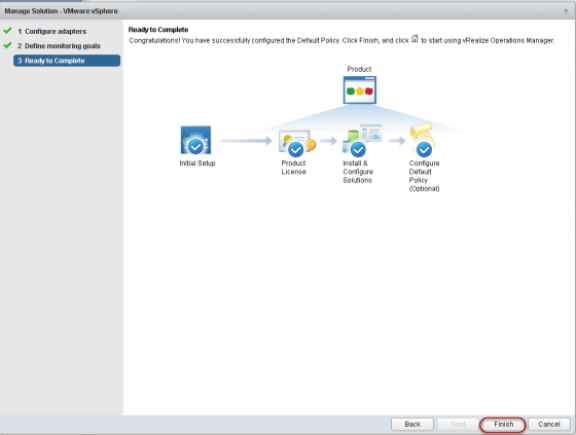 Manage Solution - VMware vSphere
?
1 Configure adapters
2 Define monitoring goals
3 Ready to Complete
Ready to Complete
Congratulations! You have successfully configured the Default Policy. Click Finish, and click to start using vRealize Operations Manager.
Product
Initial Setup
Product
License
Install &
Configure
Solutions
Configure
Default
Policy
(Optional)
Back
Next
Finish
Cancel